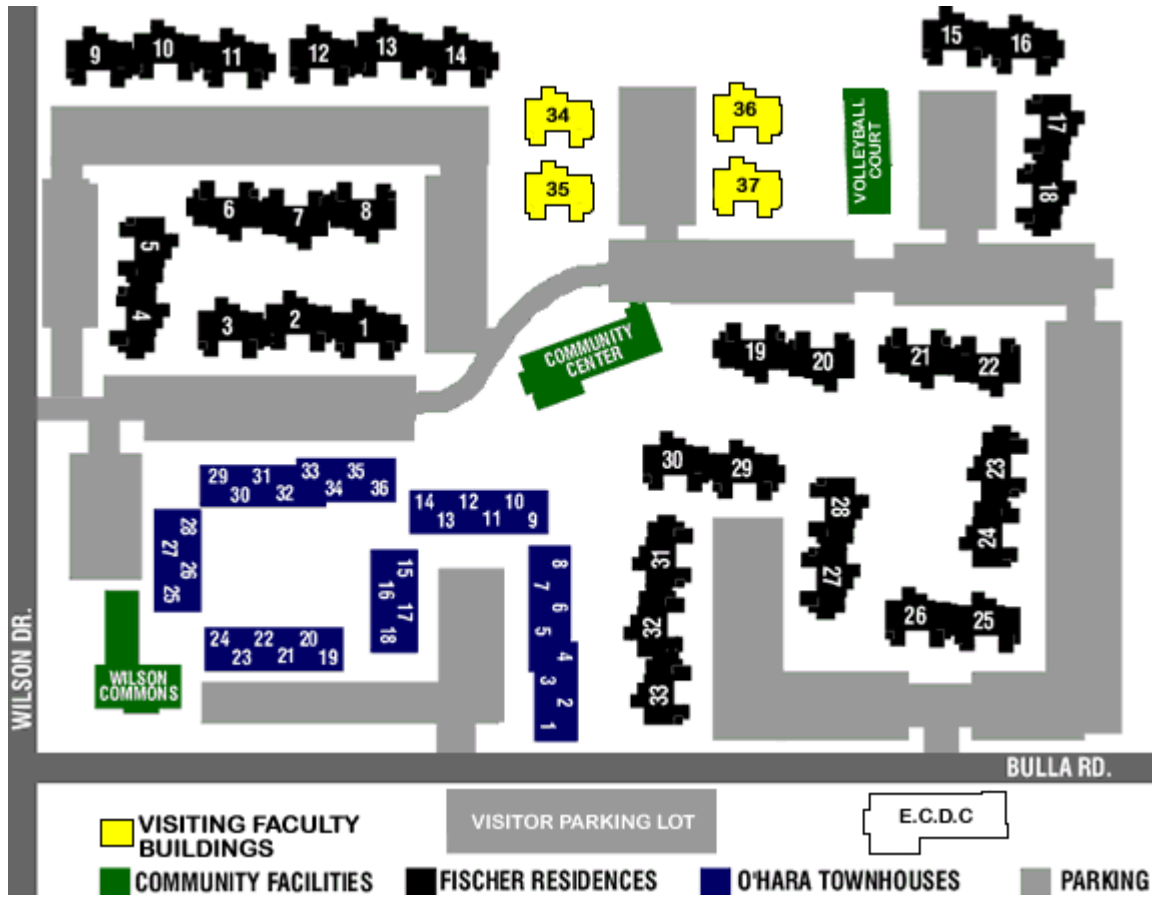 9 10 11 12 13 14 15 16
34 36
VOLLEYBALL
COURT
17
35 37
18
6 7 8
5
4
3 2 1
COMMUNITY
CENTER
19 20 21 22
30 29
23
24
28
27
29 31 33 35
30 32 34 36
14 12 10
13 11 9
28
27
26
25
15
16
17
18
8
7
6
5
4
3
2
1
31
32
33
26 25
24 22 20
23 21 19
WILSON
COMMONS
WILSON DR.
BULLA RD.
VISITOR PARKING LOT
E.C.D.C
VISITING FACULTY
BUILDINGS
COMMUNITY FACILITIES
FISCHER RESIDENCES
O'HARA TOWNHOUSES
PARKING